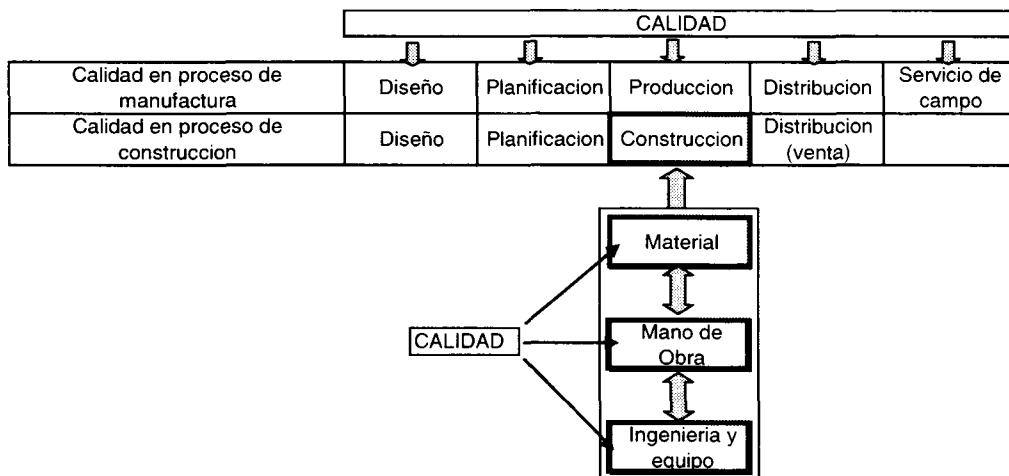 CALIDAD
Calidad en proceso de
manufactura
Diseño
Planificacion
Produccion
Distribucion
Servicio de
campo
Calidad en proceso de
construccion
Diseño
Planificacion
Construccion
Distribucion
(venta)
Material
CALIDAD
Mano de
Obra
Ingenieria y
equipo